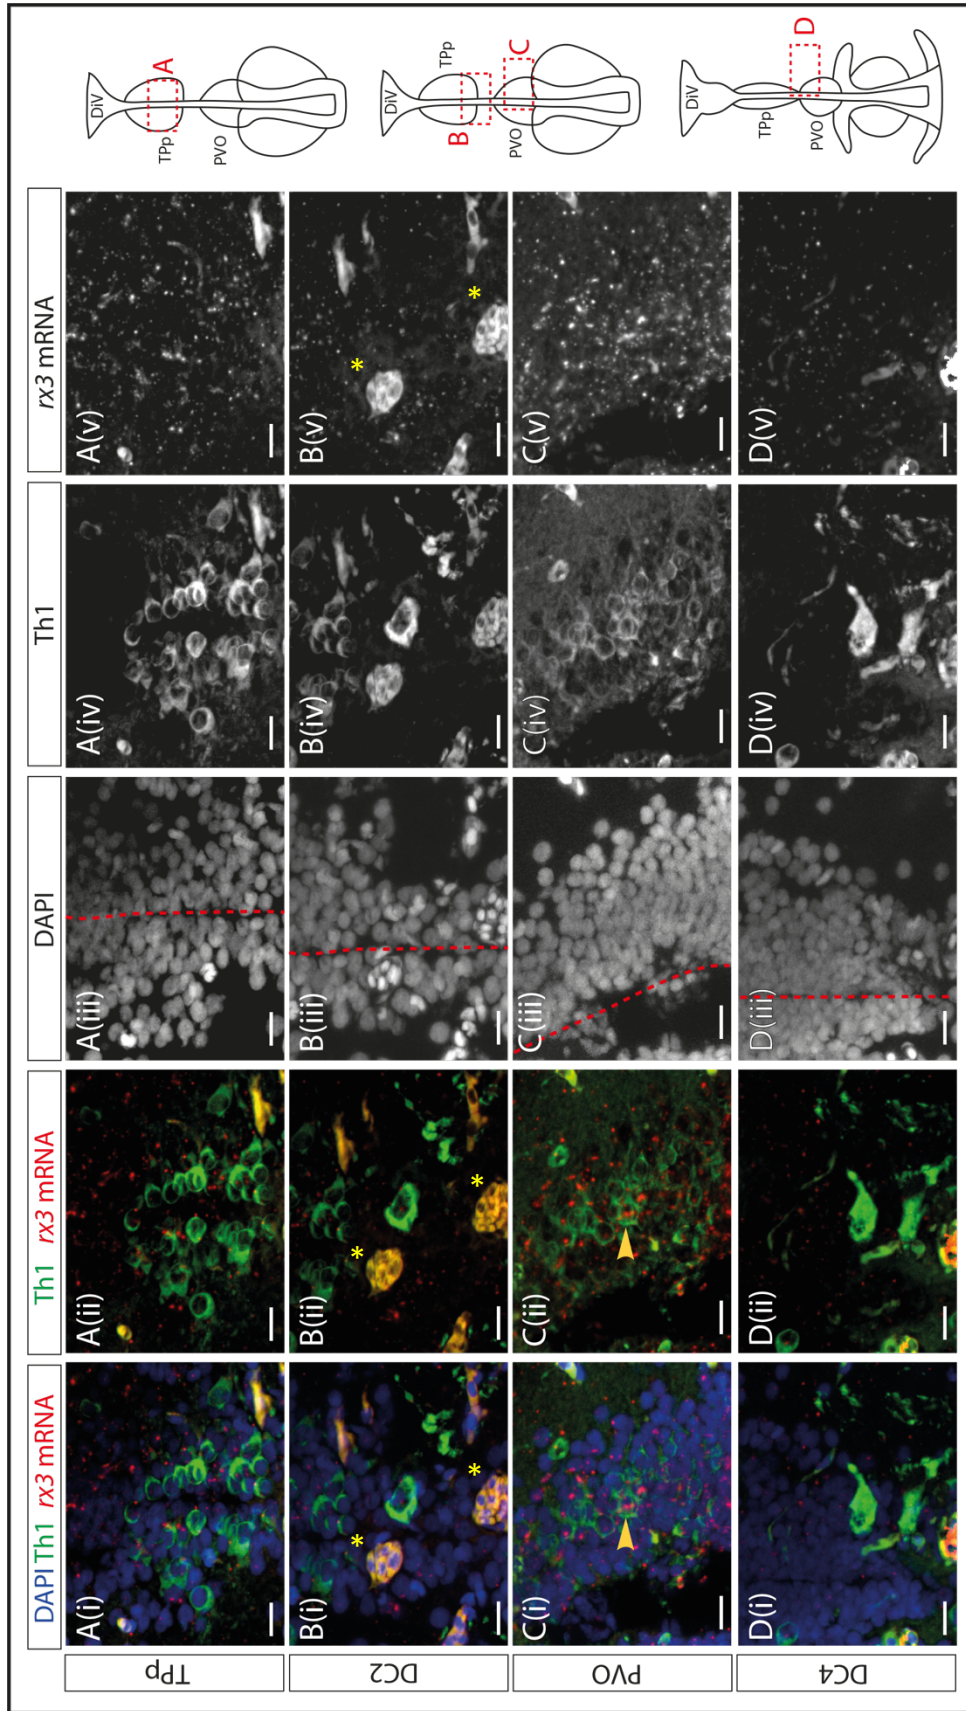 DAPI Th1 rx3 mRNA
Th1 rx3 mRNA
DAPI
Th1
rx3 mRNA
TPp
A(i)
A(ii)
A(iii)
A(iv)
A(v)
DiV
TPp
A
PVO
DC2
B(i)
*
*
B(ii)
*
*
B(iii)
B(iv)
B(v)
*
*
DiV
TPp
B
C
PVO
PVO
C(i)
C(ii)
C(iii)
C(iv)
C(v)
DC4
D(i)
D(ii)
D(iii)
D(iv)
D(v)
DiV
TPp
D
PVO